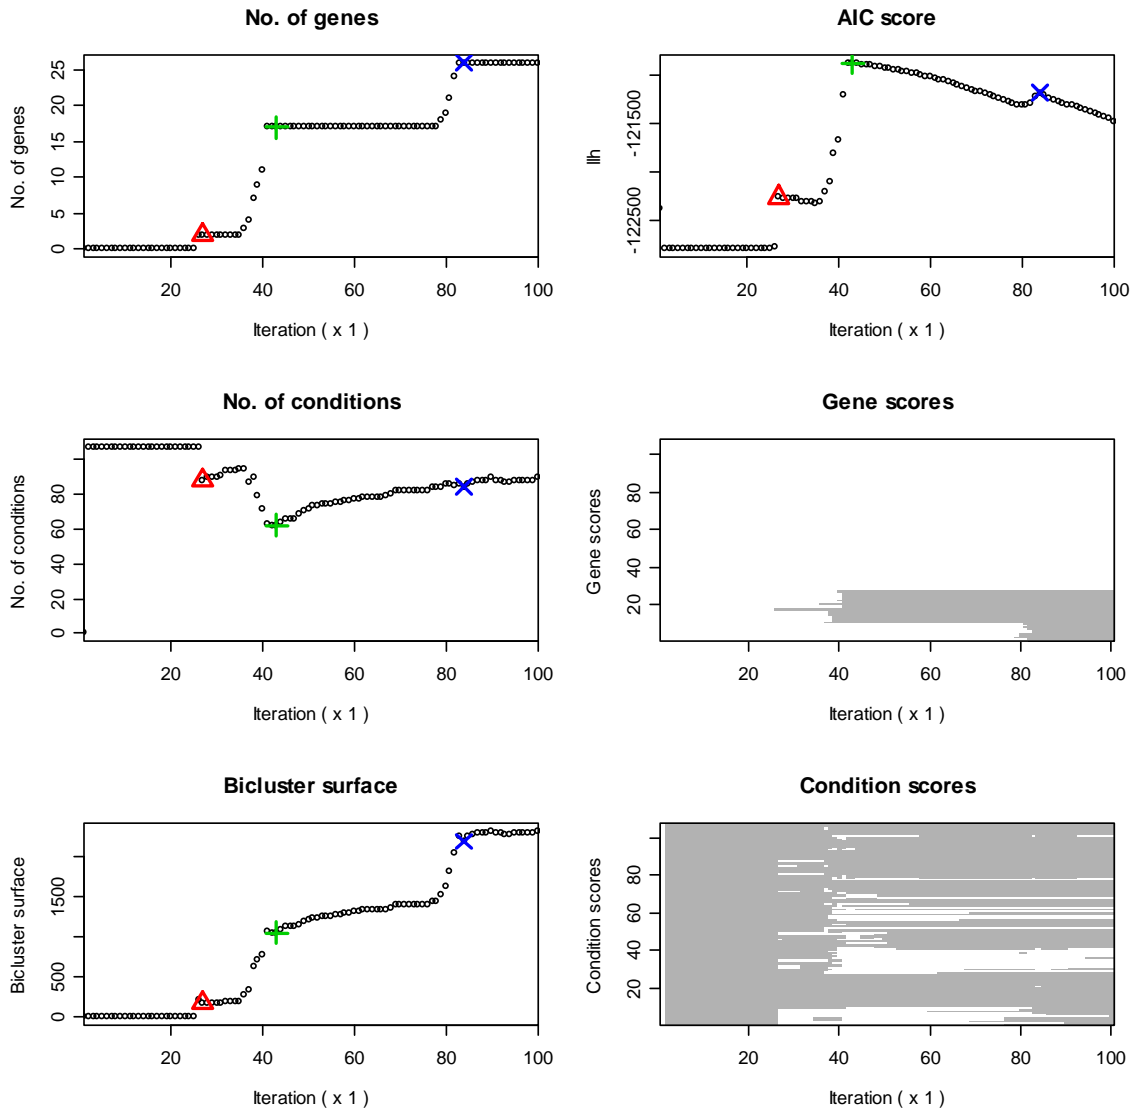 No. of genes
No. of genes
0 5 10 15 20 25
20 40 60 80 100
Iteration ( x 1 )
AIC score
llh
-122500 -121500
20 40 60 80 100
Iteration ( x 1 )
No. of conditions
No. of conditions
0 20 40 60 80
20 40 60 80 100
Iteration ( x 1 )
Gene scores
Gene scores
20 40 60 80
20 40 60 80 100
Iteration ( x 1 )
Bicluster surface
Bicluster surface
0 500 1500
20 40 60 80 100
Iteration ( x 1 )
Condition scores
Condition scores
20 40 60 80
20 40 60 80 100
Iteration ( x 1 )